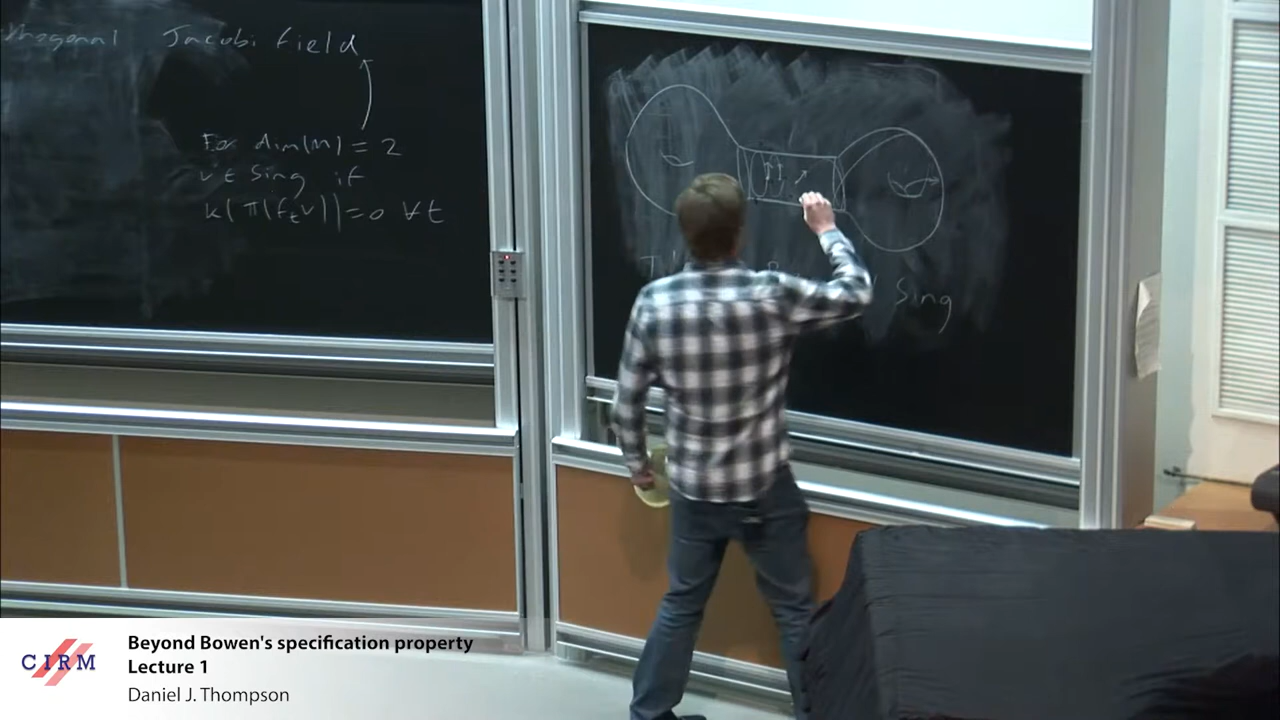 Jacobi field
For dim(M) = 2
v ∈ Sing if
k(π(f_t v)) = 0 ∀ t
Sing
CIRM
Beyond Bowen's specification property
Lecture 1
Daniel J. Thompson